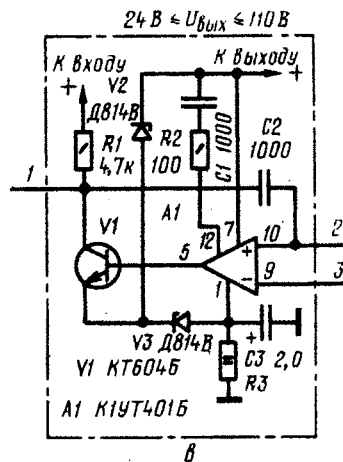 24 В ≤ Uвых ≤ 110 В
К входу
К выходу
+
+
V2
Д814В
R1
4,7к
R2
100
C1 1000
C2
1000
1
A1
V1
12
7
10
2
5
+
−
9
3
1
V3
Д814В
+
C3 2,0
R3
V1 КТ604Б
A1 К1УТ401Б
в